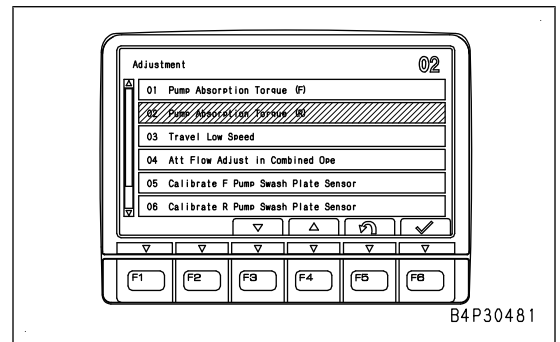 Adjustment 02
01 Pump Absorption Torque (F)
02 Pump Absorption Torque (R)
03 Travel Low Speed
04 Att Flow Adjust in Combined Ope
05 Calibrate F Pump Swash Plate Sensor
06 Calibrate R Pump Swash Plate Sensor
F1 F2 F3 F4 F5 F6
B4P30481